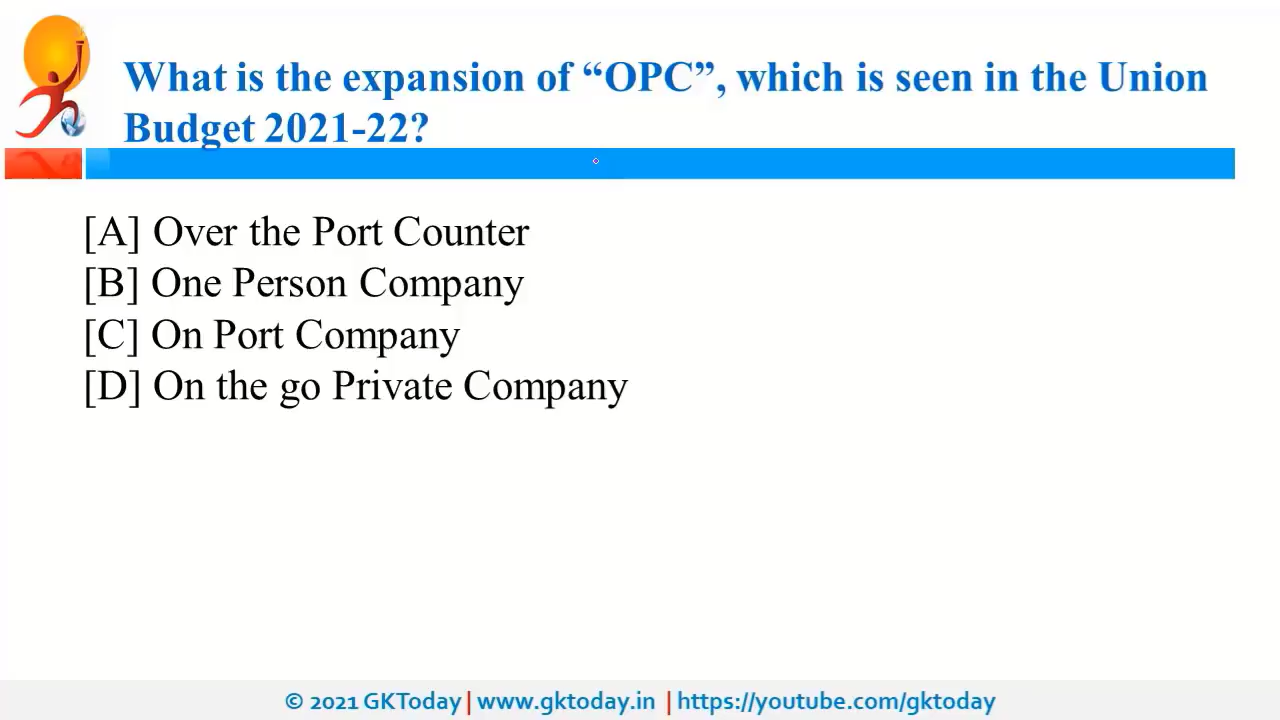 What is the expansion of “OPC”, which is seen in the Union
Budget 2021-22?
[A] Over the Port Counter
[B] One Person Company
[C] On Port Company
[D] On the go Private Company
© 2021 GKToday | www.gktoday.in | https://youtube.com/gktoday